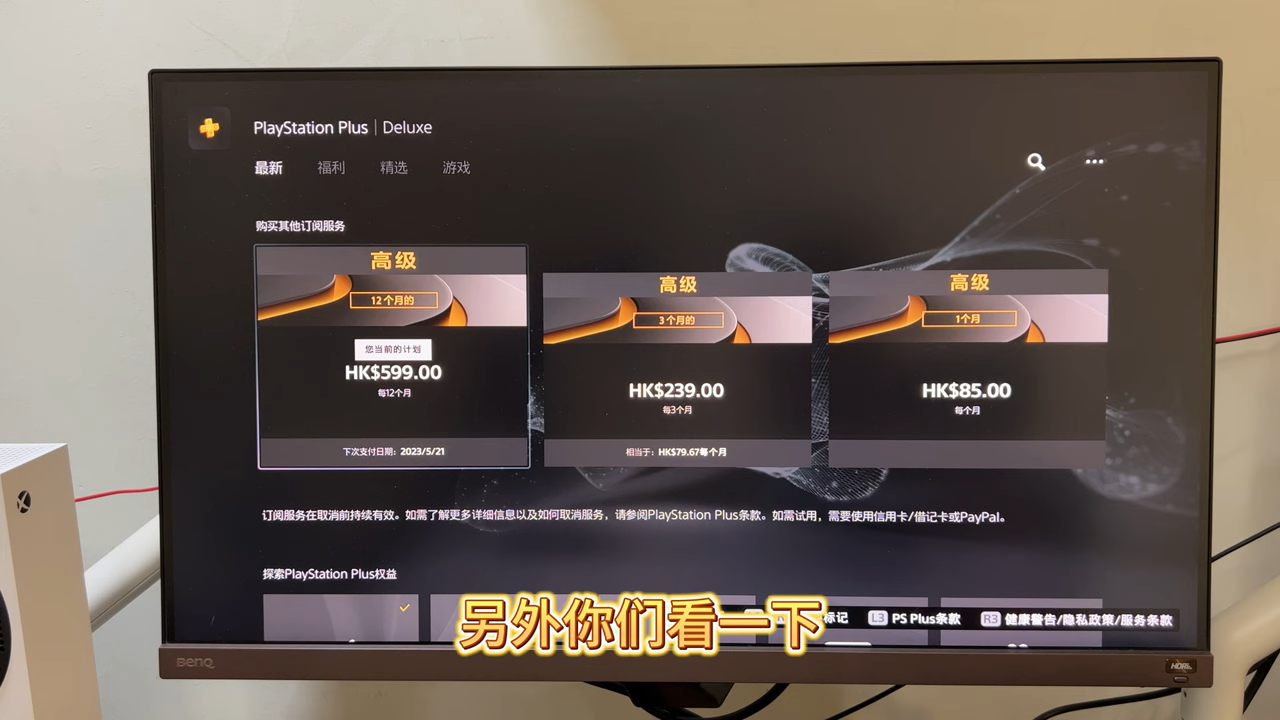 PlayStation Plus | Deluxe
最新 福利 精选 游戏
购买其他订阅服务
高级
12个月的
您当前的计划
HK$599.00
每12个月
下次支付日期：2023/5/21
高级
3个月的
HK$239.00
每3个月
相当于：HK$79.67每个月
高级
1个月
HK$85.00
每个月
订阅服务在取消前持续有效。如需了解更多详细信息以及如何取消服务，请参阅PlayStation Plus条款。如需试用，需要使用信用卡/借记卡或PayPal。
探索PlayStation Plus权益
标记 L3 PS Plus条款 R3 健康警告/隐私政策/服务条款
另外你们看一下
BenQ
HDRi